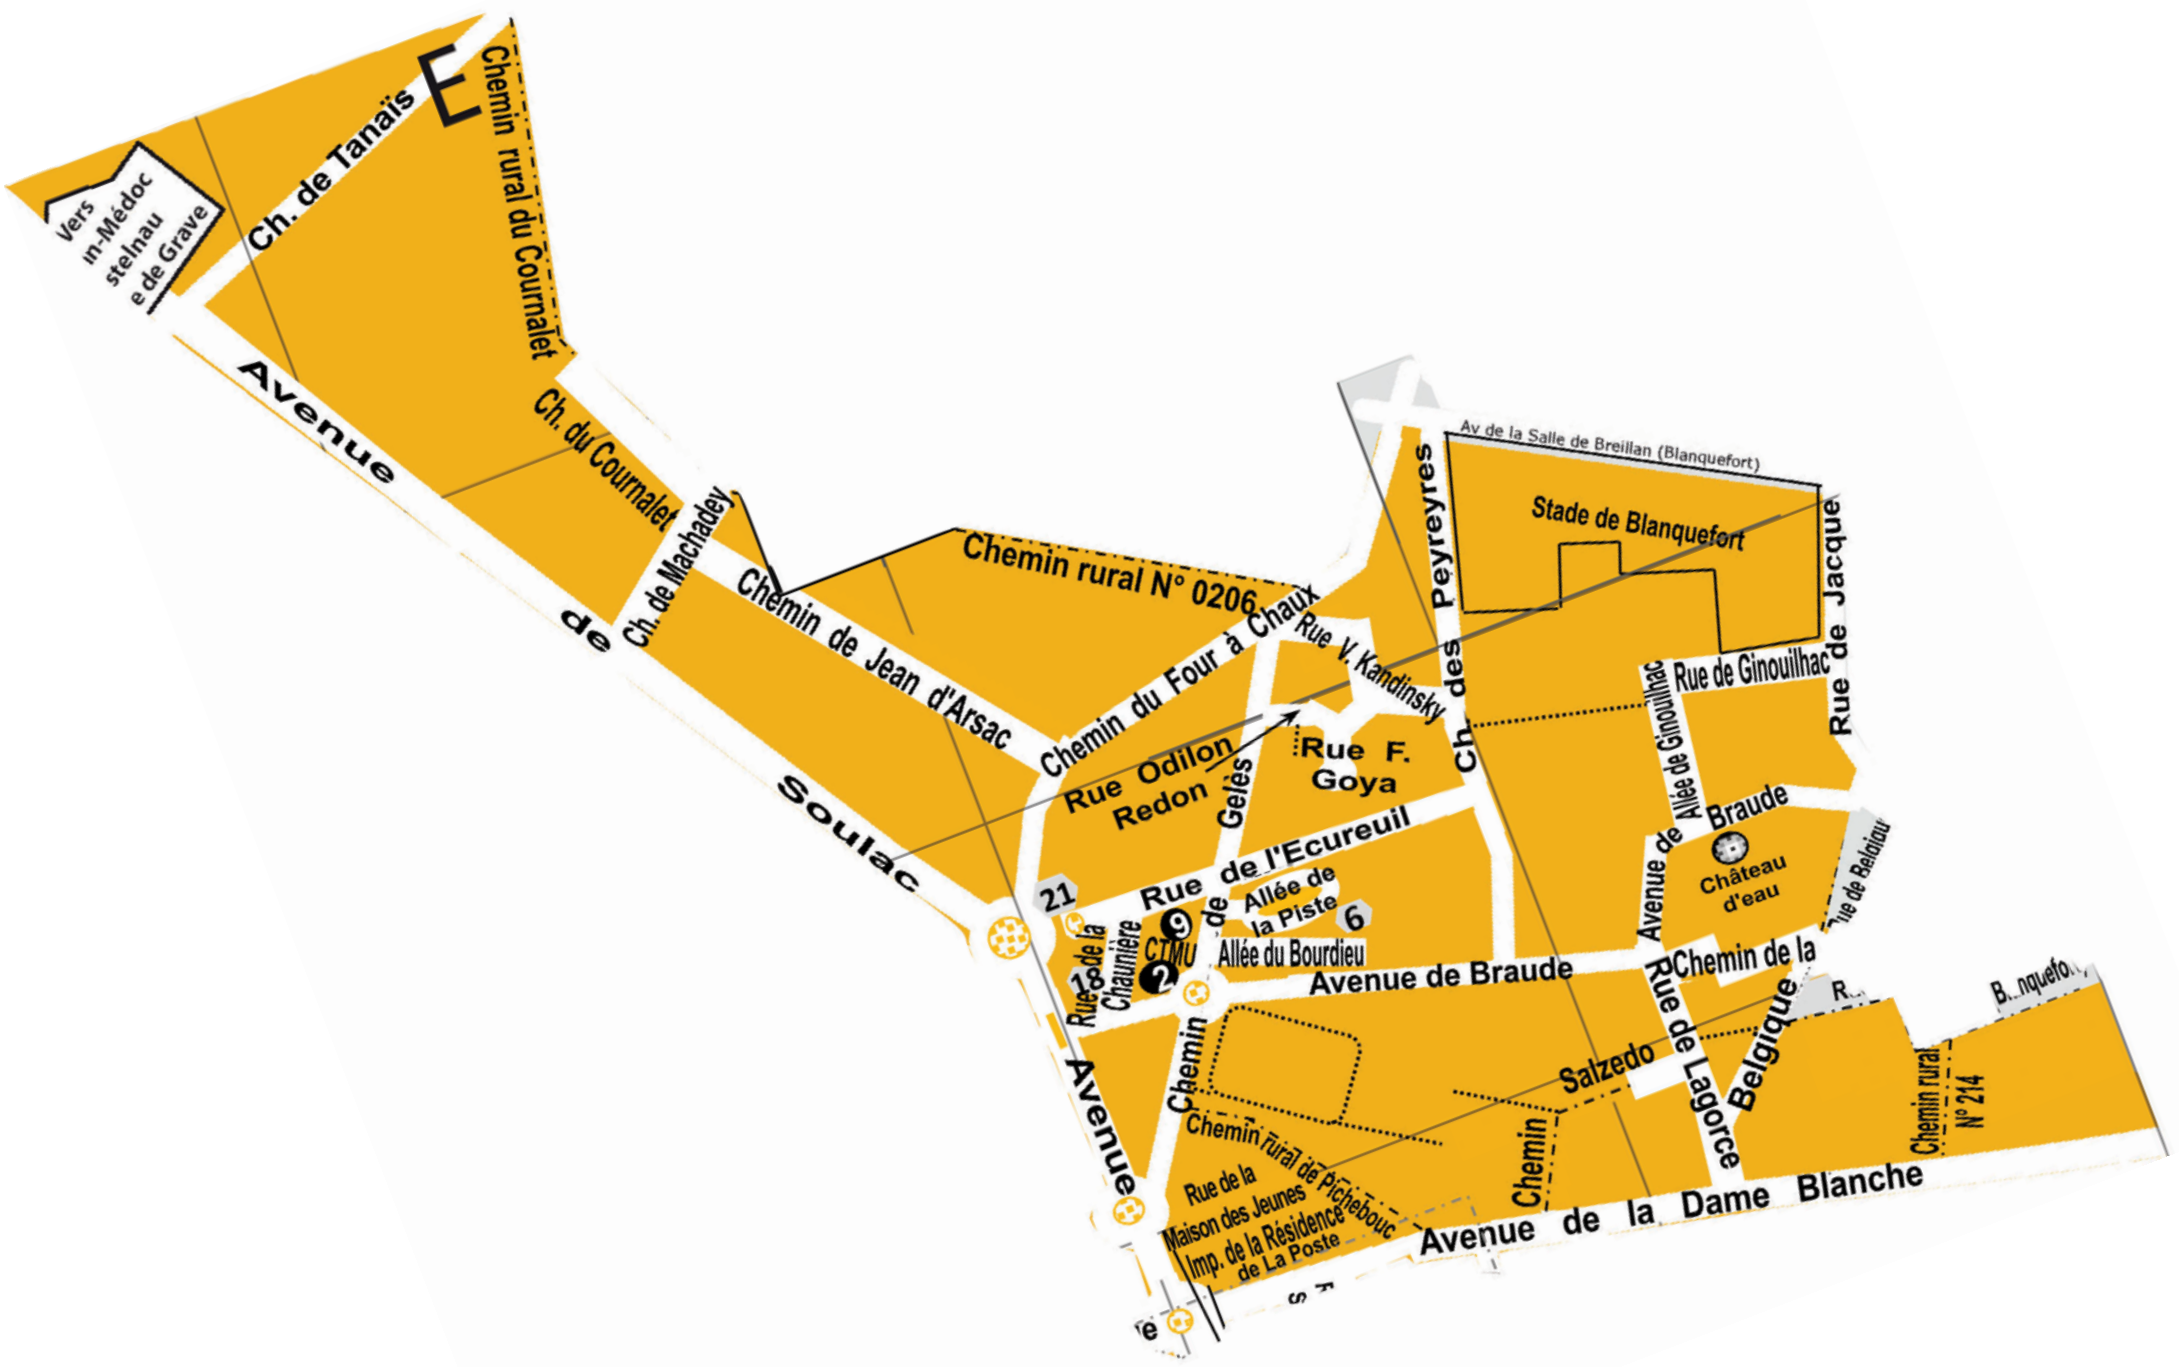 E
Ch. de Tanaïs
Chemin rural du Cournalet
Vers
in-Médoc
stelnau
e de Grave
Avenue de Soulac
Ch. du Cournalet
Ch. de Machadey
Chemin de Jean d'Arsac
Chemin rural N° 0206
Chemin du Four à Chaux
Rue V. Kandinsky
Ch. des Peyreyres
Av de la Salle de Breillan (Blanquefort)
Stade de Blanquefort
Rue de Jacque
Rue de Ginouilhac
Allée de Ginouilhac
Rue Odilon
Redon
Rue F.
Goya
Chemin de Gelès
Rue de l'Ecureuil
Allée de
la Piste
6
21
9
CTMU
2
18
Rue de la
Chaunière
Allée du Bourdieu
Avenue de Braude
Avenue de Braude
Château
d'eau
ue de Belgiqu
Chemin de la
Belgique
Rue de Lagorce
Salzedo
Chemin
Chemin rural
N° 214
Avenue
Chemin rural de Pichebouc
Rue de la
Maison des Jeunes
Imp. de la Résidence
de La Poste
Avenue de la Dame Blanche
e